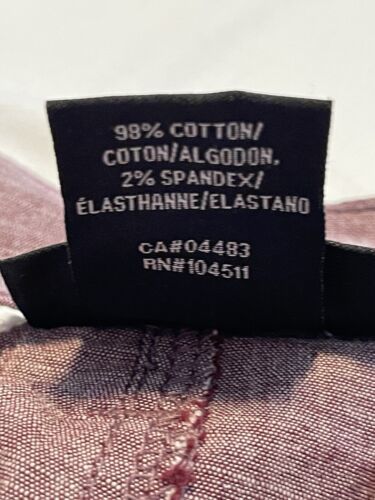 98% COTTON/
COTON/ALGODON.
2% SPANDEX/
ÉLASTHANNE/ELASTANO
CA#04483
RN#104511